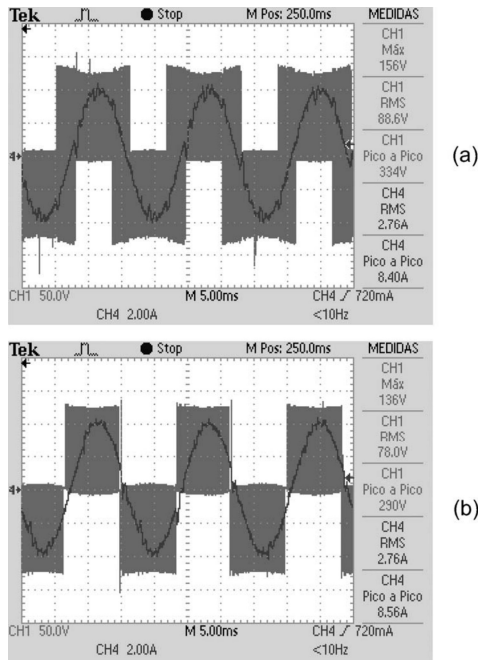 Tek Stop M Pos: 250.0ms MEDIDAS
CH1
Máx
156V
CH1
RMS
88.6V
CH1
Pico a Pico
334V
CH4
RMS
2.76A
CH4
Pico a Pico
8.40A
4
CH1 50.0V M 5.00ms CH4 720mA
CH4 2.00A <10Hz
(a)
Tek Stop M Pos: 250.0ms MEDIDAS
CH1
Máx
136V
CH1
RMS
78.0V
CH1
Pico a Pico
290V
CH4
RMS
2.76A
CH4
Pico a Pico
8.56A
4
CH1 50.0V M 5.00ms CH4 720mA
CH4 2.00A <10Hz
(b)